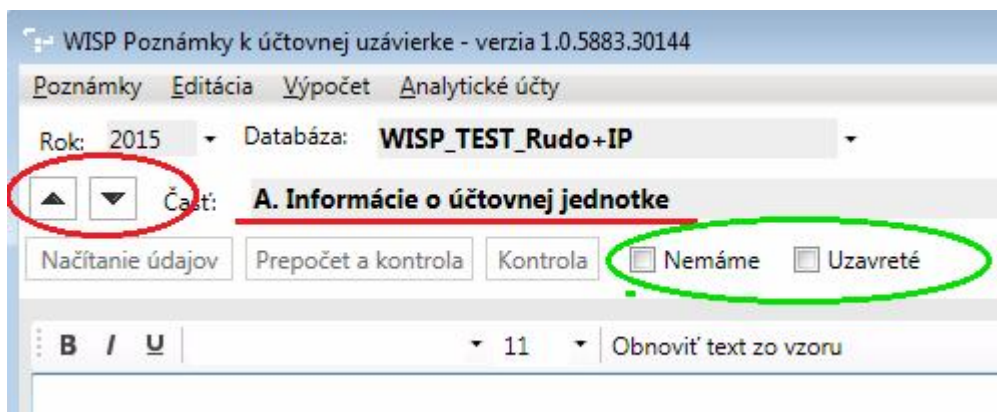 WISP Poznámky k účtovnej uzávierke - verzia 1.0.5883.30144
Poznámky Editácia Výpočet Analytické účty
Rok: 2015 Databáza: WISP_TEST_Rudo+IP
Časť: A. Informácie o účtovnej jednotke
Načítanie údajov Prepočet a kontrola Kontrola Nemáme Uzavreté
B I U 11 Obnoviť text zo vzoru